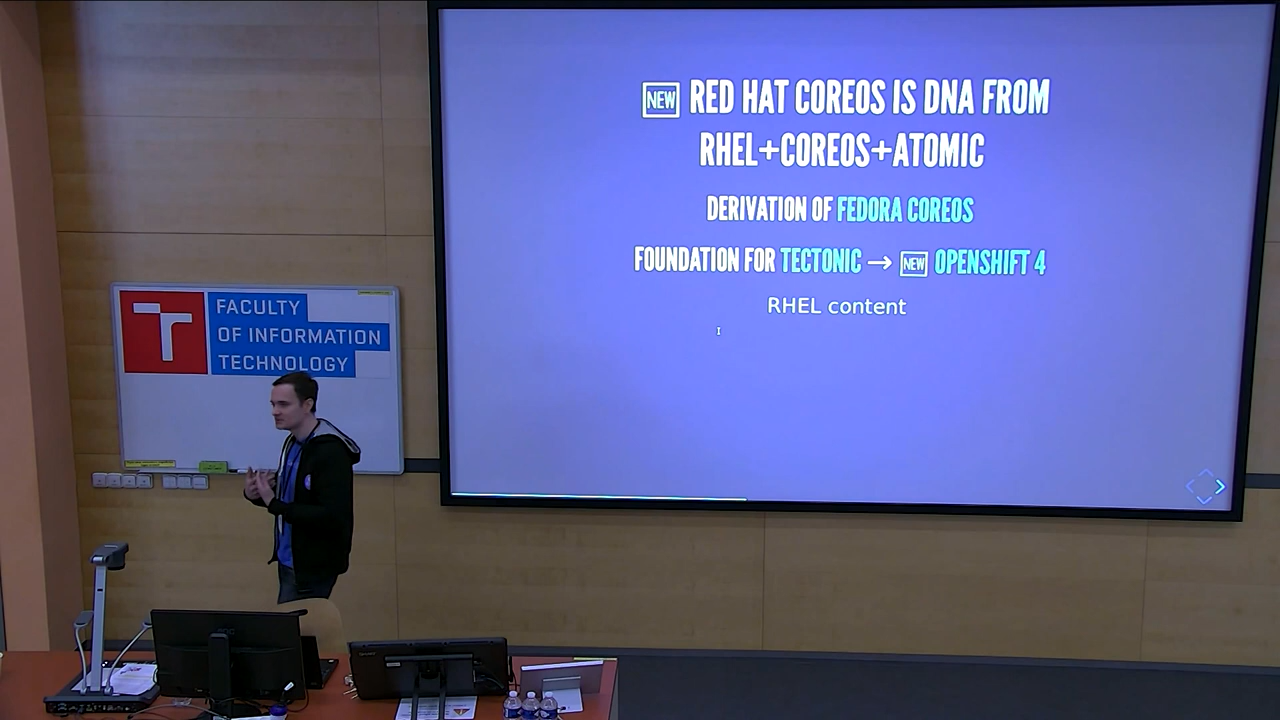 NEW RED HAT COREOS IS DNA FROM
RHEL+COREOS+ATOMIC
DERIVATION OF FEDORA COREOS
FOUNDATION FOR TECTONIC → NEW OPENSHIFT 4
RHEL content
FACULTY
OF INFORMATION
TECHNOLOGY